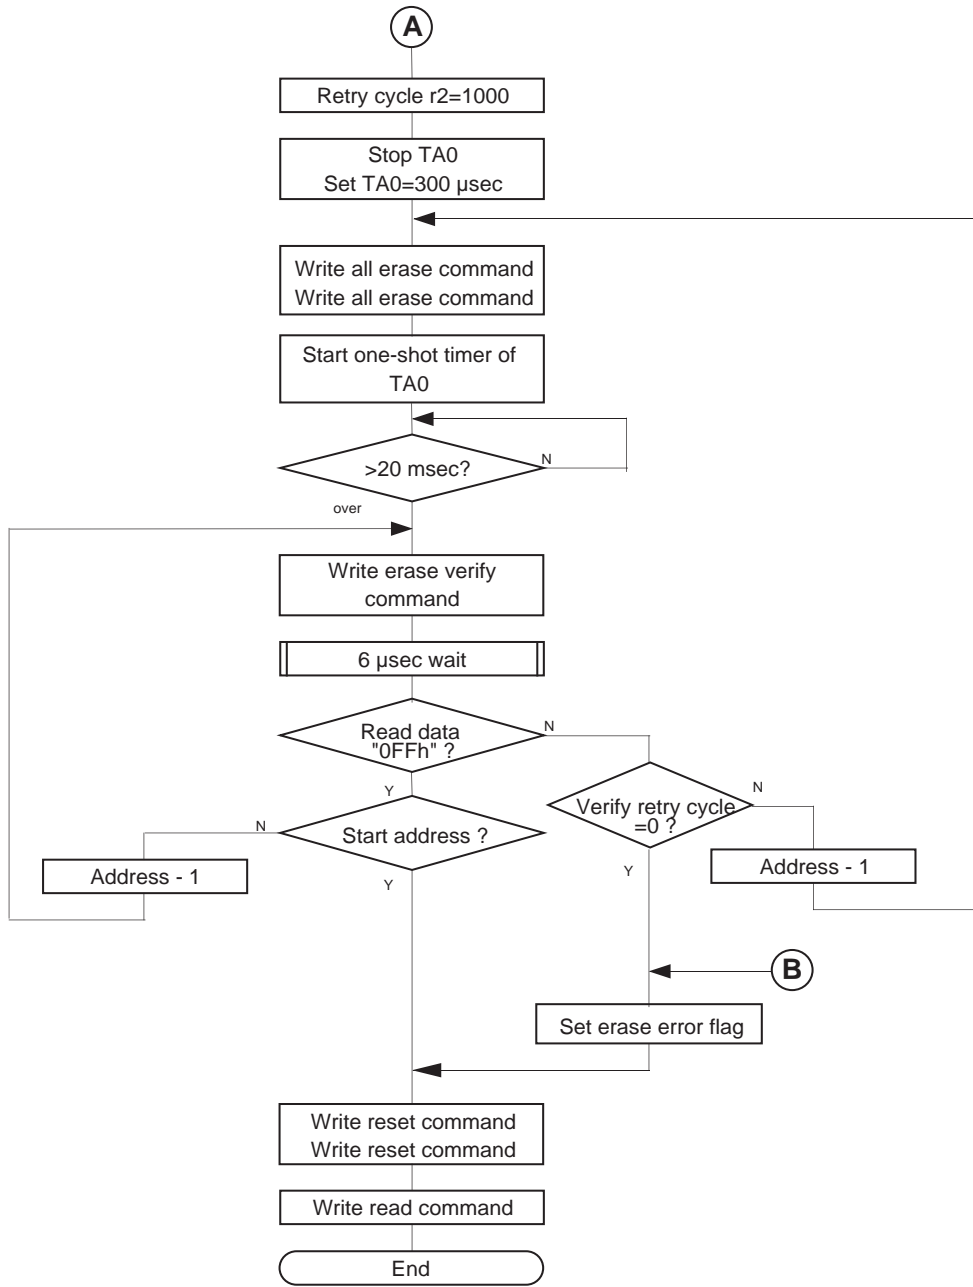 A
Retry cycle r2=1000
Stop TA0
Set TA0=300 µsec
Write all erase command
Write all erase command
Start one-shot timer of
TA0
>20 msec?
N
over
Write erase verify
command
6 µsec wait
Read data
"0FFh" ?
N
Y
Verify retry cycle
=0 ?
N
Y
Start address ?
N
Y
Address - 1
Address - 1
B
Set erase error flag
Write reset command
Write reset command
Write read command
End